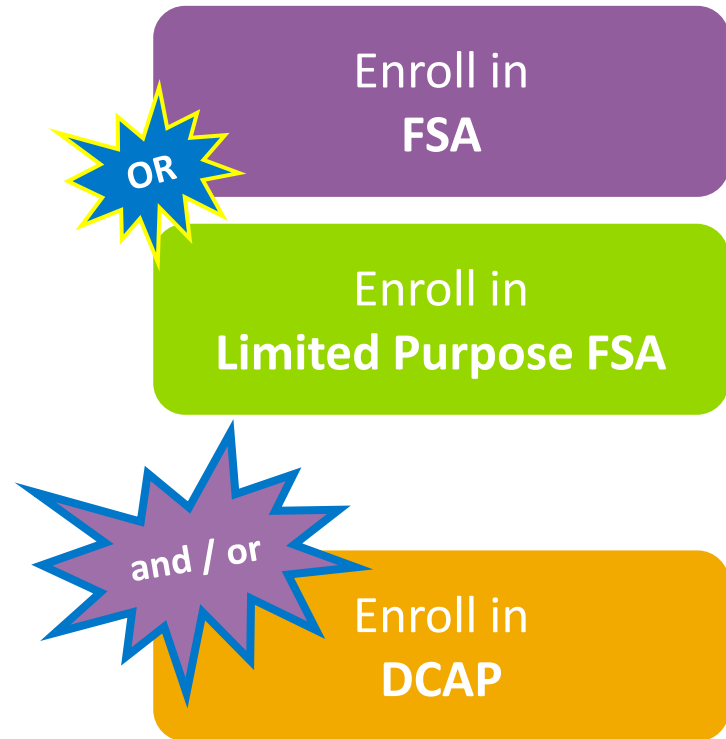 Enroll in
FSA
OR
Enroll in
Limited Purpose FSA
and / or
Enroll in
DCAP